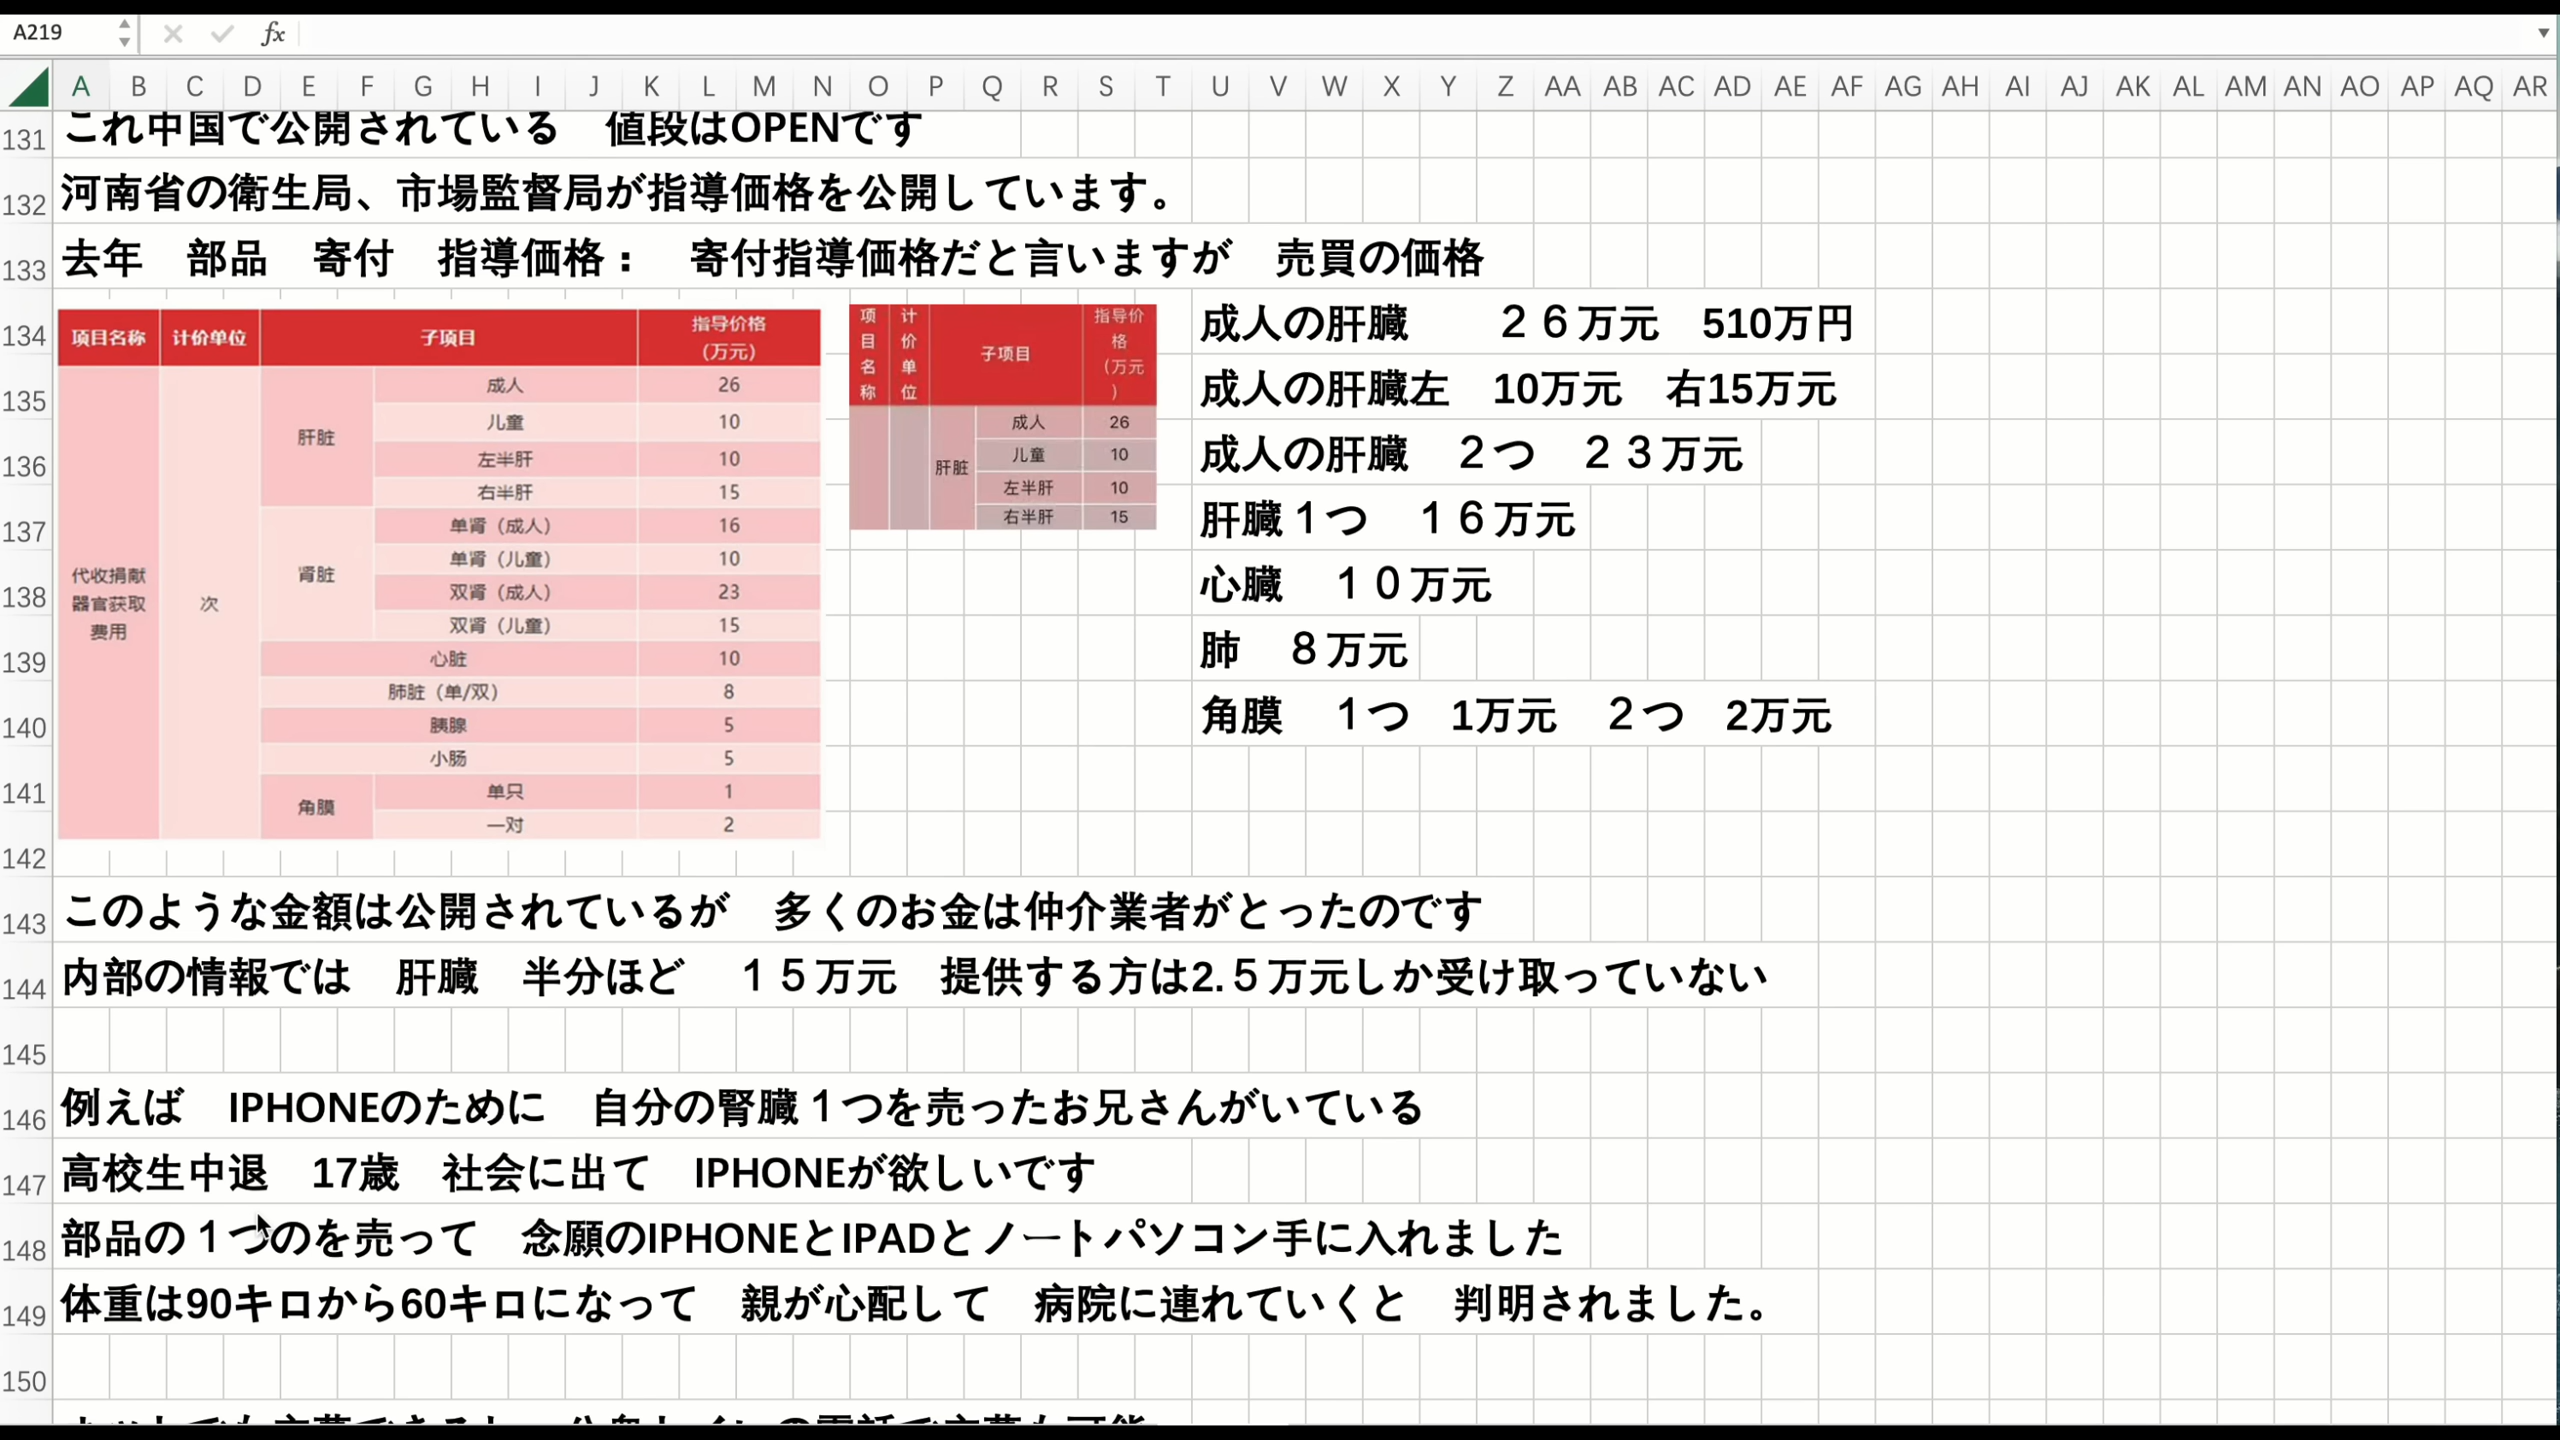 A219
fx
A B C D E F G H I J K L M N O P Q R S T U V W X Y Z AA AB AC AD AE AF AG AH AI AJ AK AL AM AN AO AP AQ AR
131 これ中国で公開されている　値段はOPENです
132 河南省の衛生局、市場監督局が指導価格を公開しています。
133 去年　部品　寄付　指導価格：　寄付指導価格だと言いますが　売買の価格
项目名称 计价单位 子项目 指导价格
(万元)
代收捐献
器官获取
费用
次
肝脏
成人 26
儿童 10
左半肝 10
右半肝 15
肾脏
单肾（成人） 16
单肾（儿童） 10
双肾（成人） 23
双肾（儿童） 15
心脏 10
肺脏（单/双） 8
胰腺 5
小肠 5
角膜
单只 1
一对 2
项目名称 计价单位 子项目 指导价
格
（万元
）
肝脏
成人 26
儿童 10
左半肝 10
右半肝 15
134 成人の肝臓　２６万元　510万円
135 成人の肝臓左　10万元　右15万元
136 成人の肝臓　２つ　２３万元
137 肝臓１つ　１６万元
138 心臓　１０万元
139 肺　８万元
140 角膜　１つ　1万元　２つ　2万元
141
142
143 このような金額は公開されているが　多くのお金は仲介業者がとったのです
144 内部の情報では　肝臓　半分ほど　１５万元　提供する方は2.５万元しか受け取っていない
145
146 例えば　IPHONEのために　自分の腎臓１つを売ったお兄さんがいている
147 高校生中退　17歳　社会に出て　IPHONEが欲しいです
148 部品の１つのを売って　念願のIPHONEとIPADとノートパソコン手に入れました
149 体重は90キロから60キロになって　親が心配して　病院に連れていくと　判明されました。
150